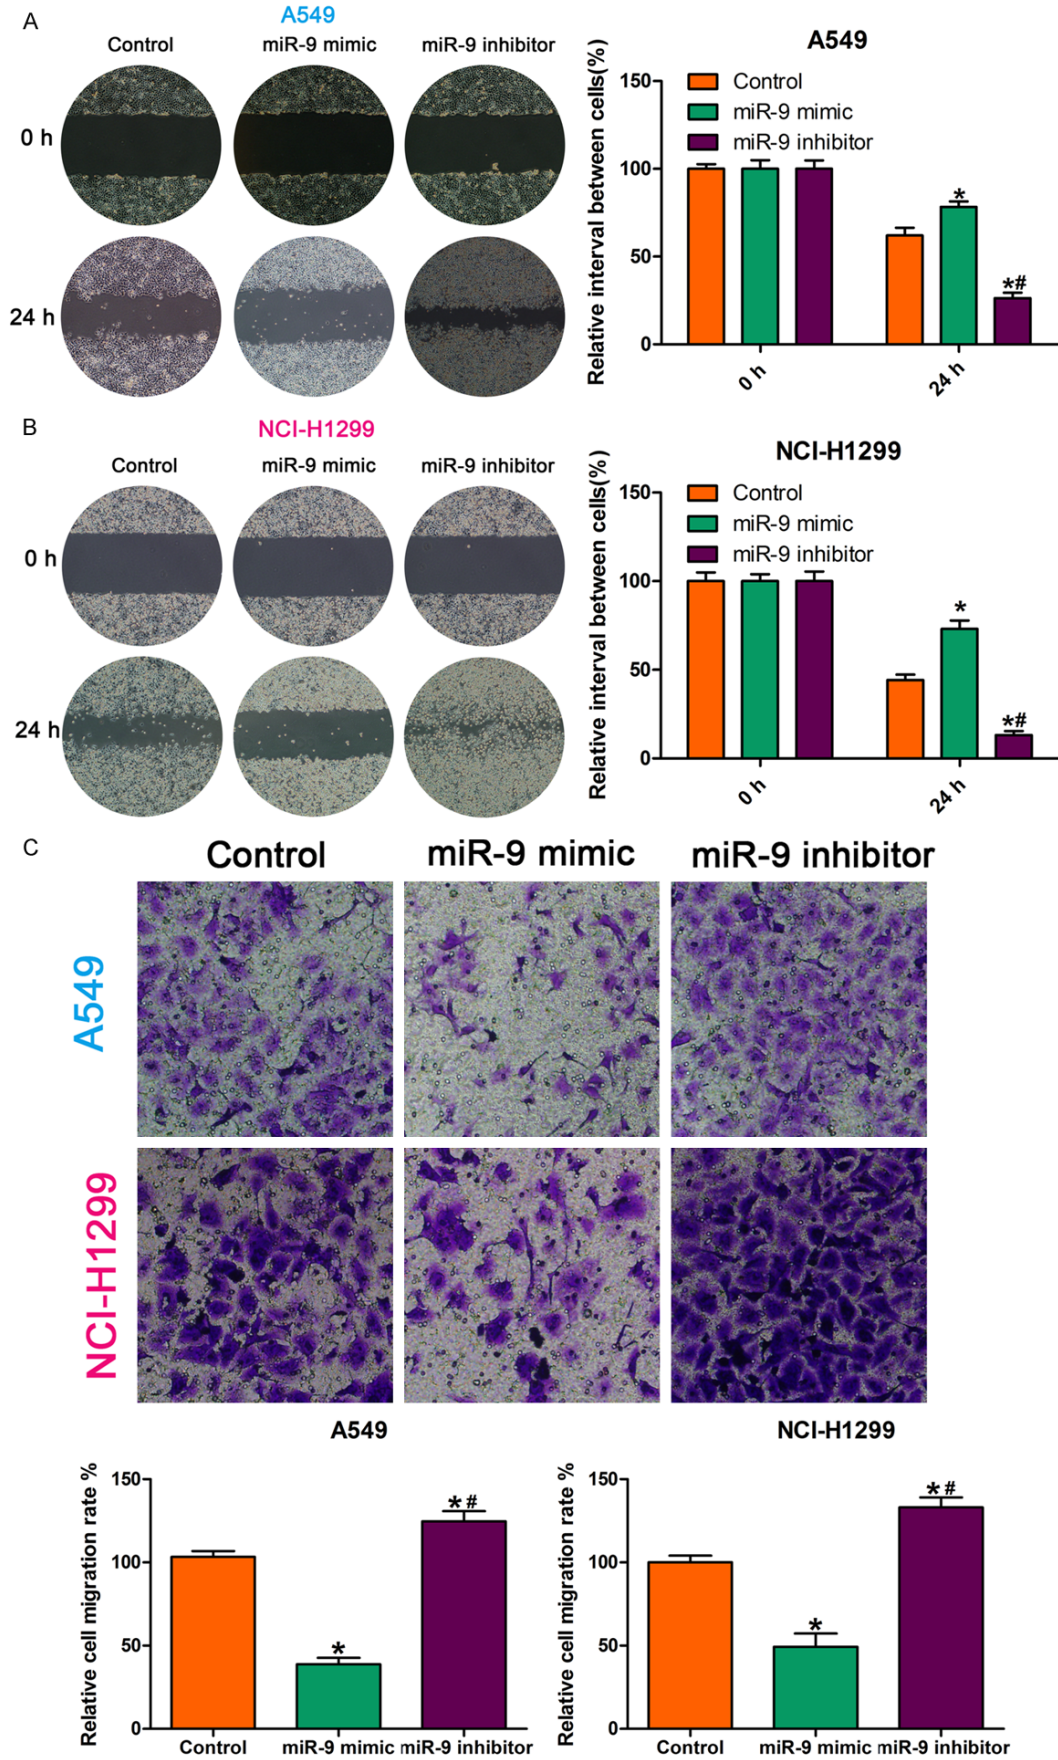 A
A549
Control miR-9 mimic miR-9 inhibitor
0 h
24 h
A549
Relative interval between cells(%)
150
100
50
0
Control
miR-9 mimic
miR-9 inhibitor
*
*#
0 h
24 h
B
NCI-H1299
Control miR-9 mimic miR-9 inhibitor
0 h
24 h
NCI-H1299
Relative interval between cells(%)
150
100
50
0
Control
miR-9 mimic
miR-9 inhibitor
*
*#
0 h
24 h
C
Control miR-9 mimic miR-9 inhibitor
A549
NCI-H1299
A549
Relative cell migration rate %
150
100
50
0
*
*#
Control miR-9 mimic miR-9 inhibitor
NCI-H1299
Relative cell migration rate %
150
100
50
0
*
*#
Control miR-9 mimic miR-9 inhibitor